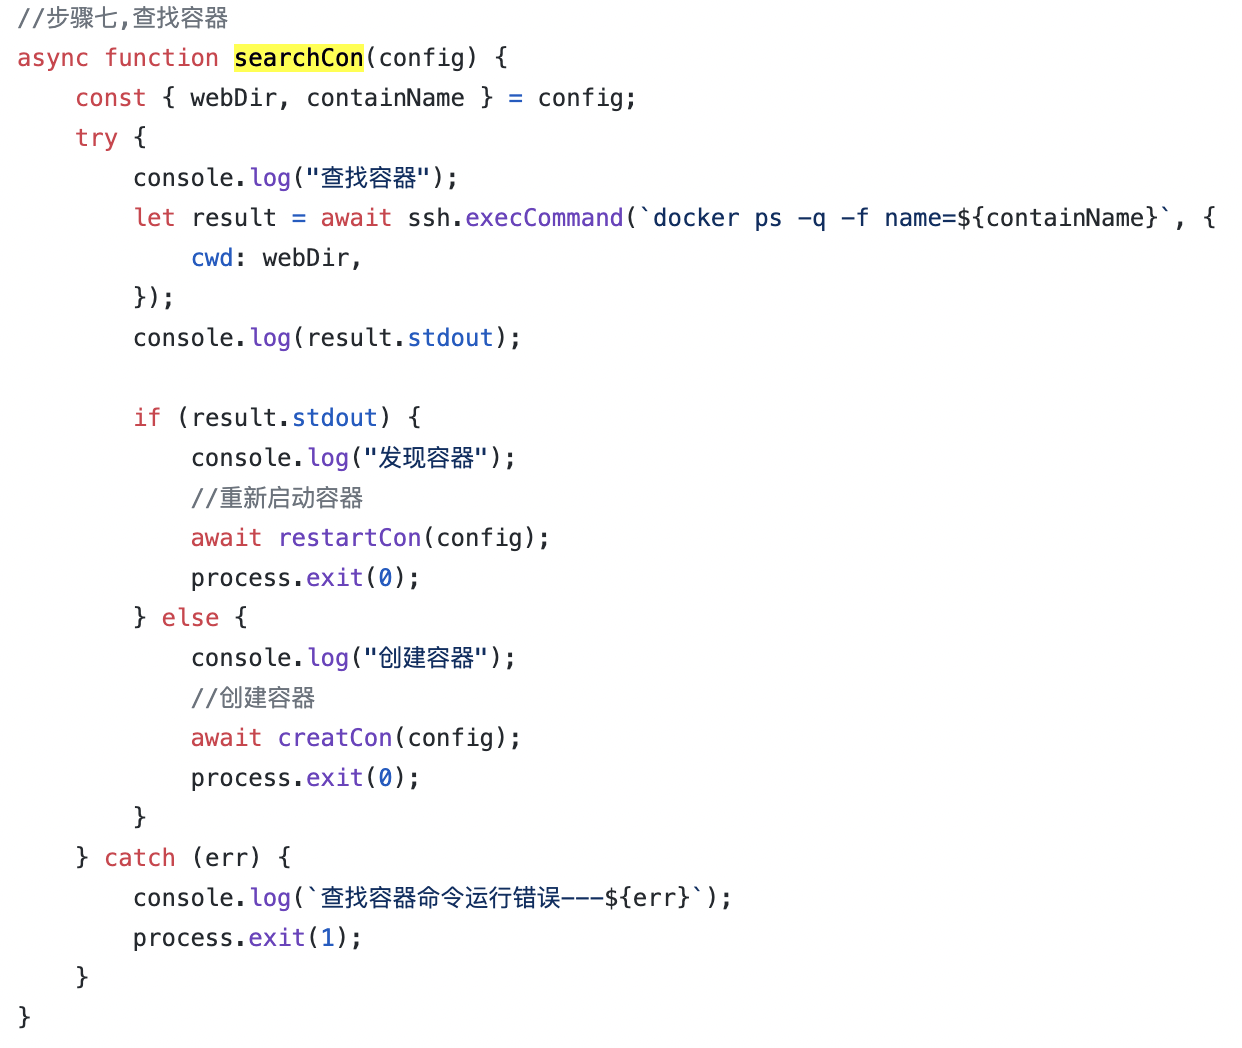 //步骤七,查找容器
async function searchCon(config) {
    const { webDir, containName } = config;
    try {
        console.log("查找容器");
        let result = await ssh.execCommand(`docker ps -q -f name=${containName}`, {
            cwd: webDir,
        });
        console.log(result.stdout);

        if (result.stdout) {
            console.log("发现容器");
            //重新启动容器
            await restartCon(config);
            process.exit(0);
        } else {
            console.log("创建容器");
            //创建容器
            await creatCon(config);
            process.exit(0);
        }
    } catch (err) {
        console.log(`查找容器命令运行错误---${err}`);
        process.exit(1);
    }
}